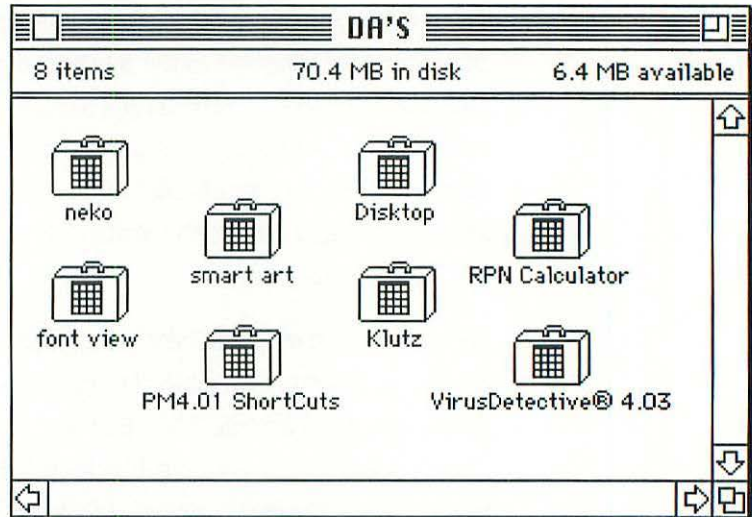 DA'S
8 items 70.4 MB in disk 6.4 MB available
neko Disktop
smart art RPN Calculator
font view Klutz
PM4.01 ShortCuts VirusDetective® 4.03